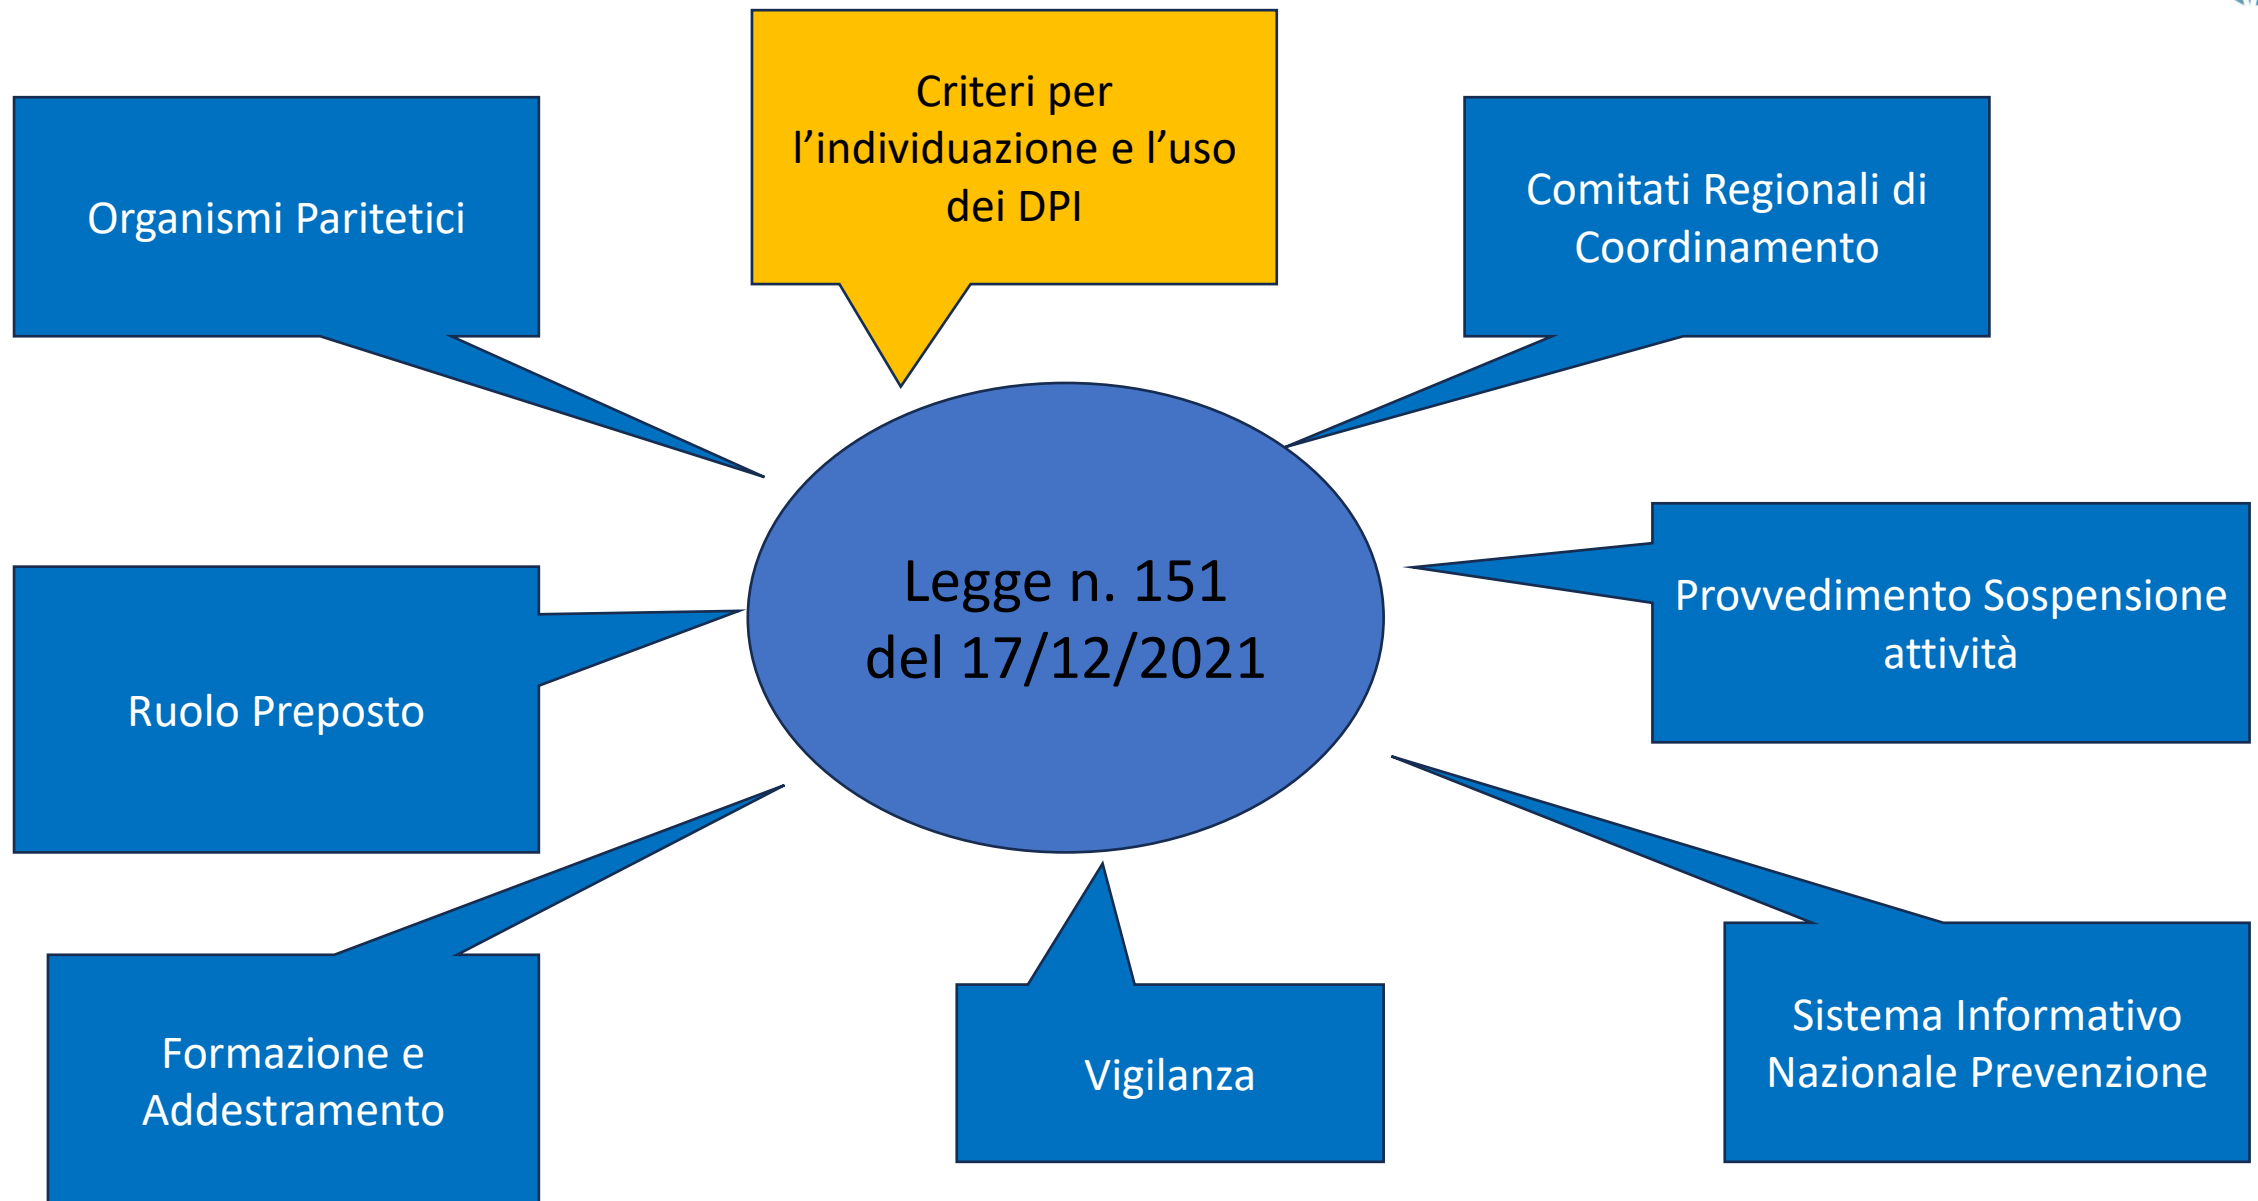 Criteri per
l’individuazione e l’uso
dei DPI
Organismi Paritetici
Comitati Regionali di
Coordinamento
Legge n. 151
del 17/12/2021
Provvedimento Sospensione
attività
Ruolo Preposto
Formazione e
Addestramento
Vigilanza
Sistema Informativo
Nazionale Prevenzione